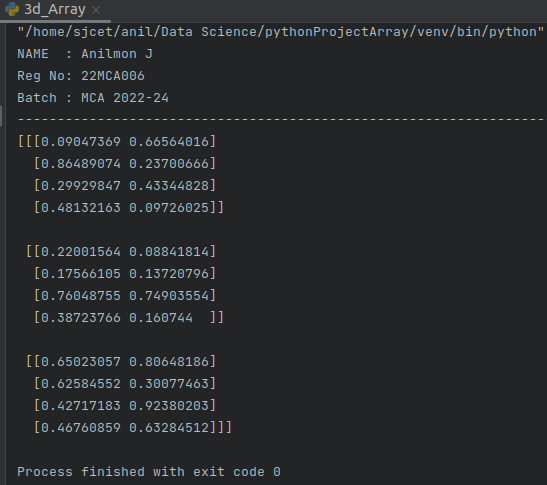 3d_Array ×
"/home/sjcet/anil/Data Science/pythonProjectArray/venv/bin/python"
NAME  : Anilmon J
Reg No: 22MCA006
Batch : MCA 2022-24
----------------------------------------------------------------------
[[[0.09047369 0.66564016]
  [0.86489074 0.23700666]
  [0.29929847 0.43344828]
  [0.48132163 0.09726025]]

 [[0.22001564 0.08841814]
  [0.17566105 0.13720796]
  [0.76048755 0.74903554]
  [0.38723766 0.160744  ]]

 [[0.65023057 0.80648186]
  [0.62584552 0.30077463]
  [0.42717183 0.92380203]
  [0.46760859 0.63284512]]]

Process finished with exit code 0